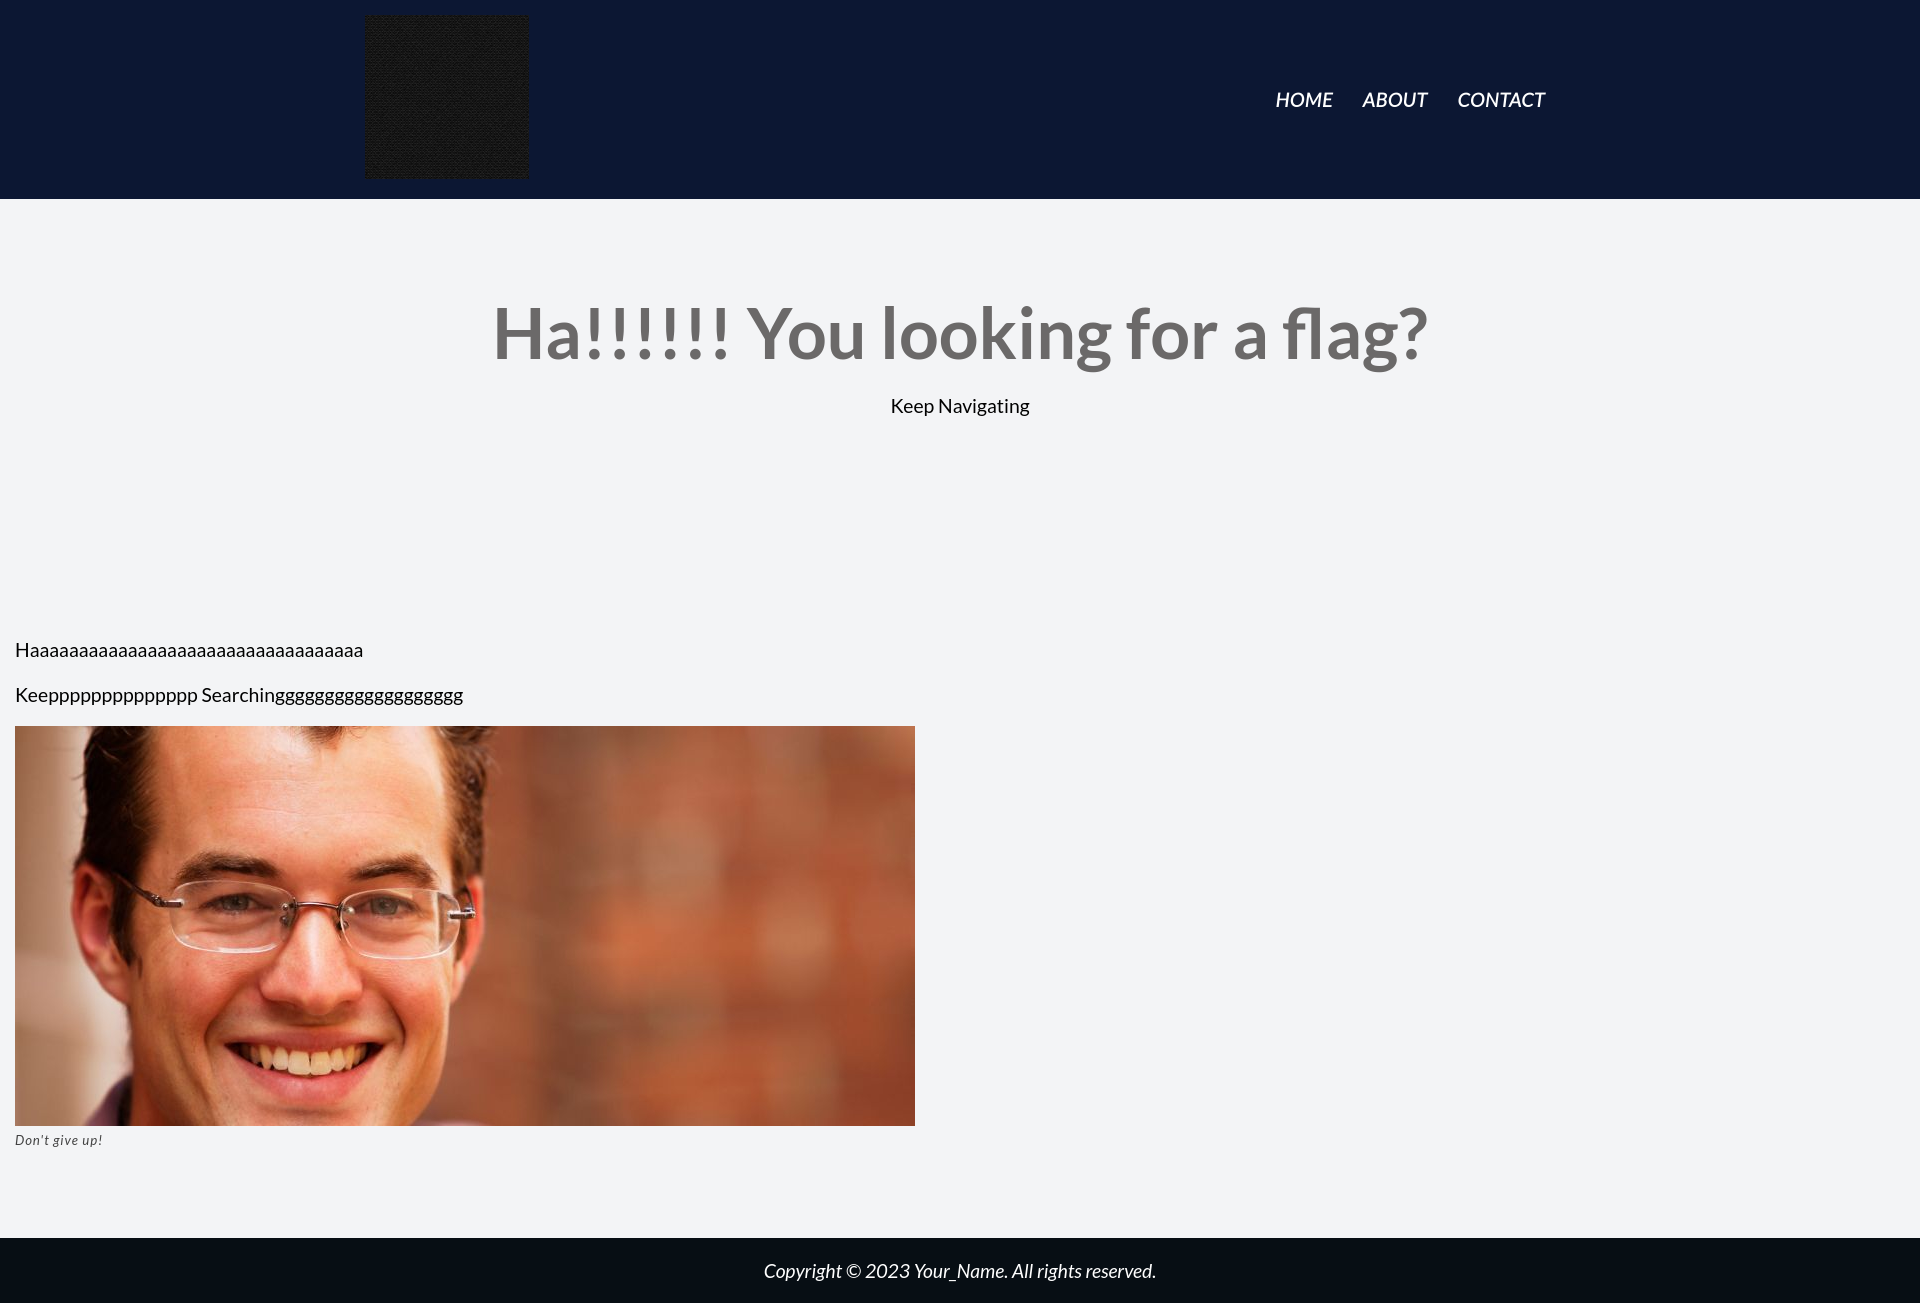 HOME ABOUT CONTACT
Ha!!!!!! You looking for a flag?
Keep Navigating
Haaaaaaaaaaaaaaaaaaaaaaaaaaaaaaaaaa
Keepppppppppppppp Searchinggggggggggggggggggg
Don't give up!
Copyright © 2023 Your_Name. All rights reserved.